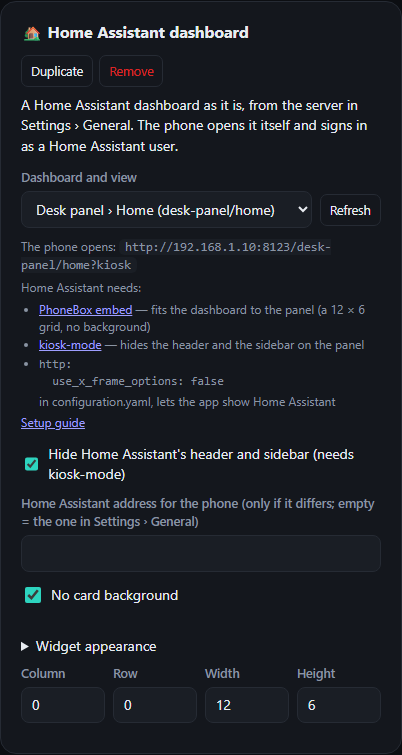 Home Assistant dashboard
Duplicate
Remove
A Home Assistant dashboard as it is, from the server in
Settings › General. The phone opens it itself and signs in
as a Home Assistant user.
Dashboard and view
Desk panel › Home (desk-panel/home)
Refresh
The phone opens: http://192.168.1.10:8123/desk-
panel/home?kiosk
Home Assistant needs:
• PhoneBox embed — fits the dashboard to the panel (a 12 × 6
grid, no background)
• kiosk-mode — hides the header and the sidebar on the panel
• http:
use_x_frame_options: false
in configuration.yaml, lets the app show Home Assistant
Setup guide
Hide Home Assistant's header and sidebar (needs
kiosk-mode)
Home Assistant address for the phone (only if it differs; empty
= the one in Settings › General)
No card background
Widget appearance
Column
Row
Width
Height
0
0
12
6